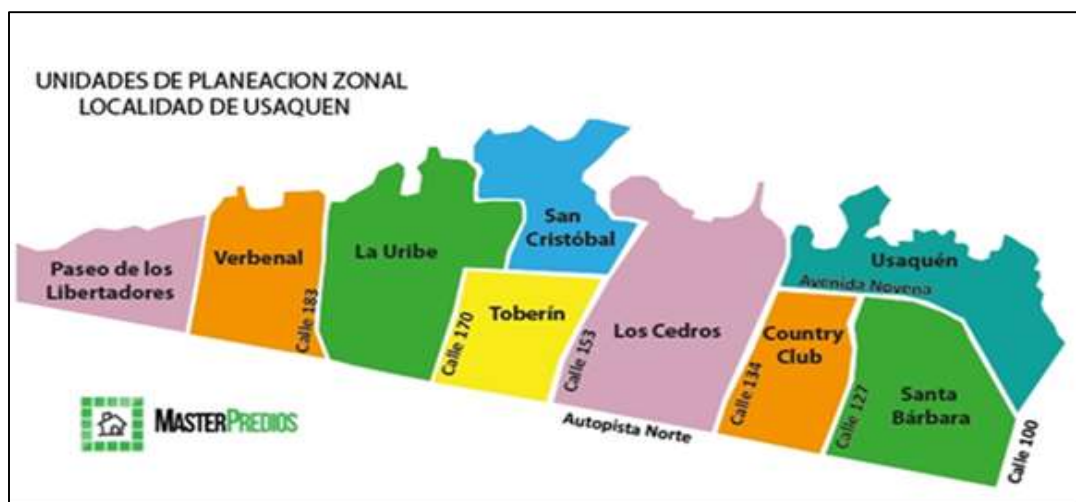 UNIDADES DE PLANEACION ZONAL
LOCALIDAD DE USAQUEN
Paseo de los
Libertadores
Verbenal
Calle 183
La Uribe
San
Cristóbal
Calle 170
Toberín
Calle 153
Los Cedros
Usaquén
Avenida Novena
Country
Club
Calle 134
Calle 127
Santa
Bárbara
Calle 100
Autopista Norte
MASTERPREDIOS